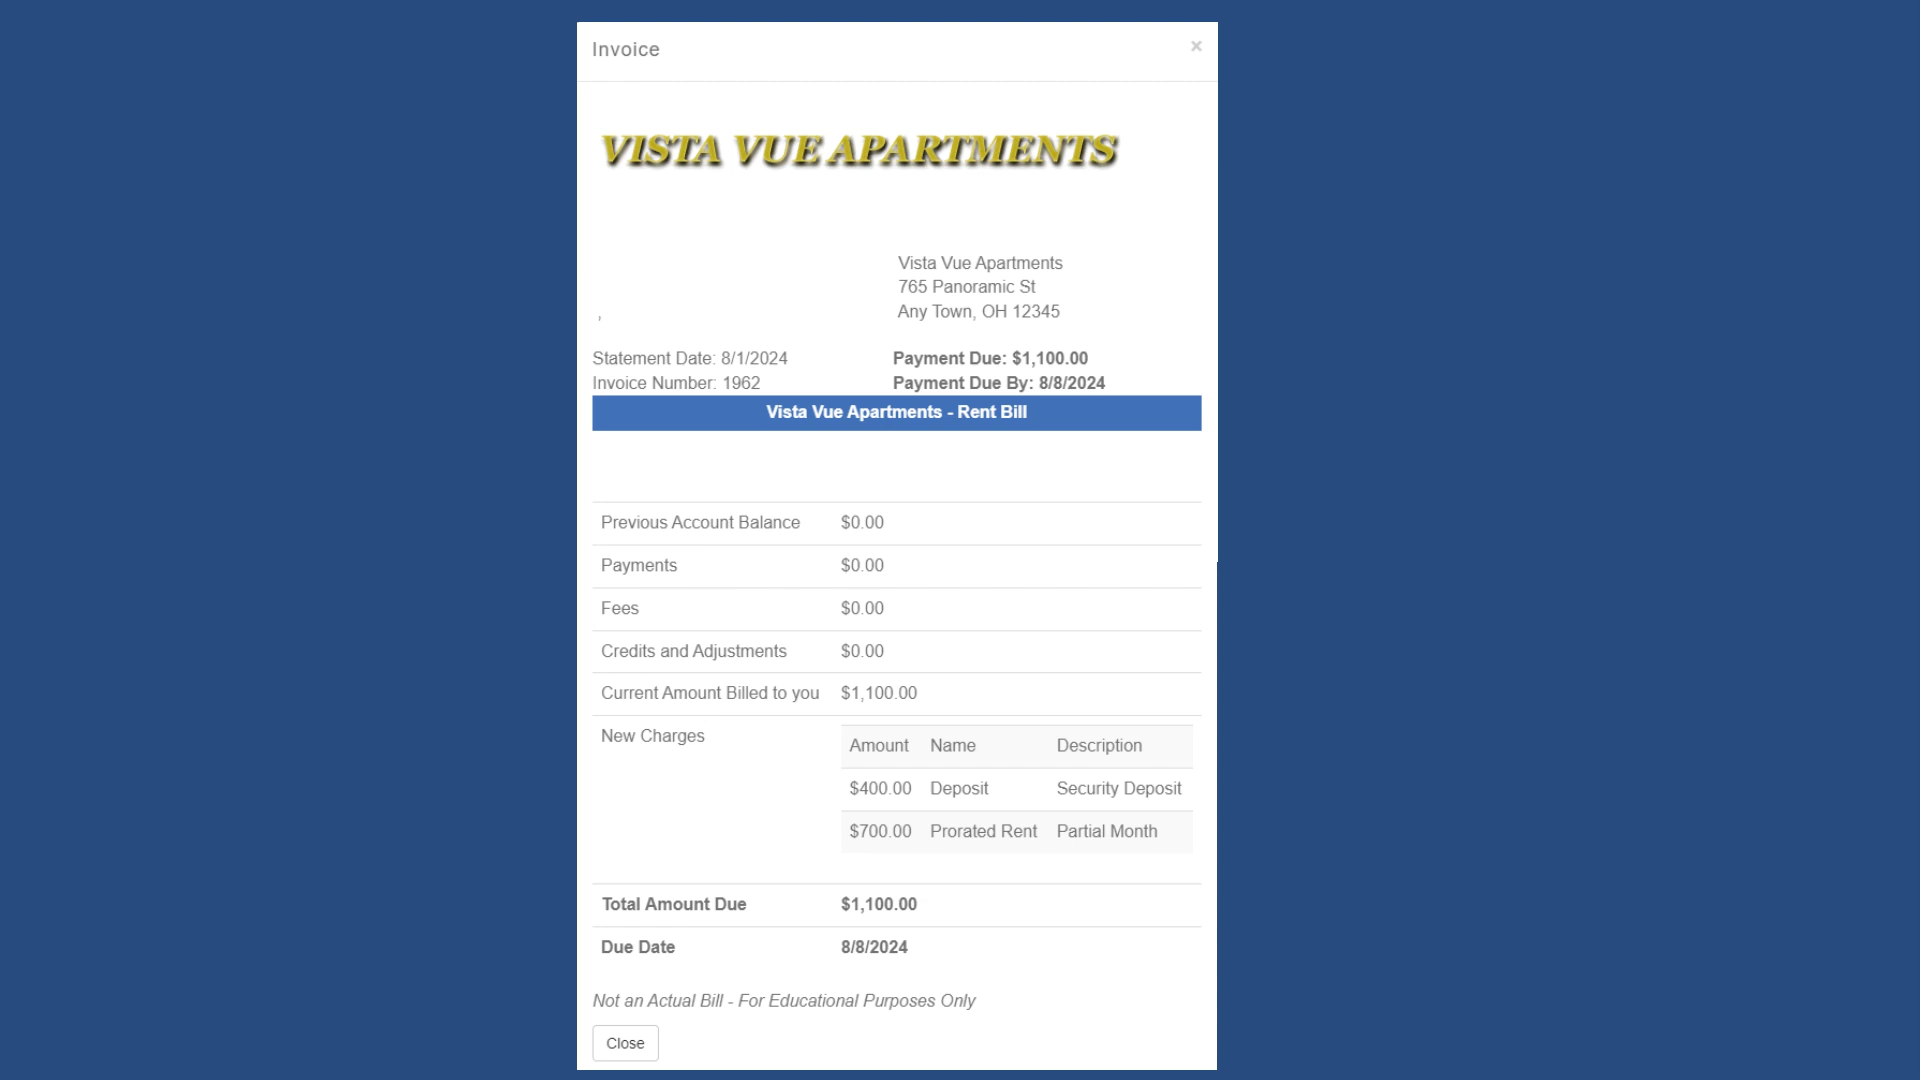 Invoice ×
VISTA VUE APARTMENTS
Vista Vue Apartments
765 Panoramic St
, Any Town, OH 12345
Statement Date: 8/1/2024 Payment Due: $1,100.00
Invoice Number: 1962 Payment Due By: 8/8/2024
Vista Vue Apartments - Rent Bill
Previous Account Balance $0.00
Payments $0.00
Fees $0.00
Credits and Adjustments $0.00
Current Amount Billed to you $1,100.00
New Charges
Amount Name Description
$400.00 Deposit Security Deposit
$700.00 Prorated Rent Partial Month
Total Amount Due $1,100.00
Due Date 8/8/2024
Not an Actual Bill - For Educational Purposes Only
Close